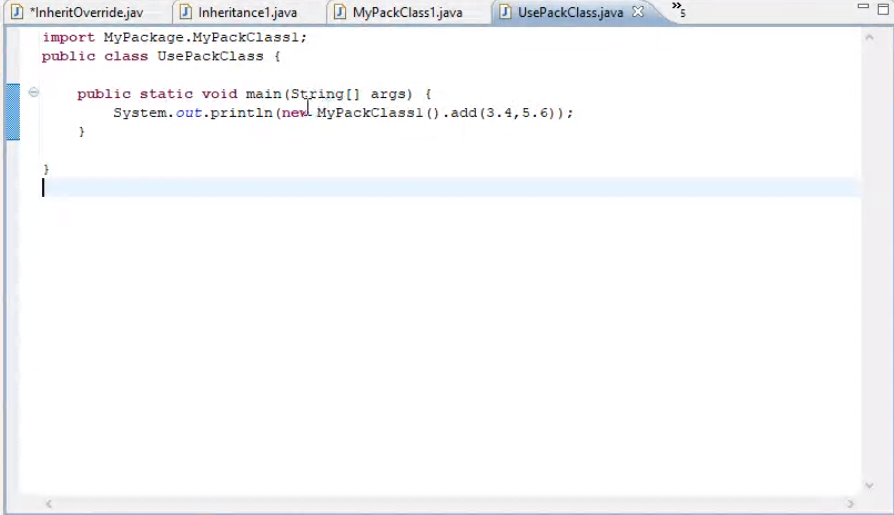 *InheritOverride.jav Inheritance1.java MyPackClass1.java UsePackClass.java »5
import MyPackage.MyPackClass1;
public class UsePackClass {
public static void main(String[] args) {
System.out.println(new MyPackClass1().add(3.4,5.6));
}
}